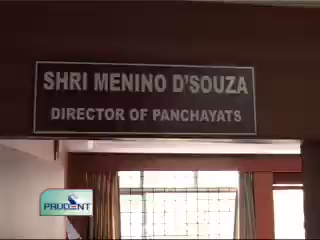 SHRI MENINO D'SOUZA
DIRECTOR OF PANCHAYATS
PRUDENT